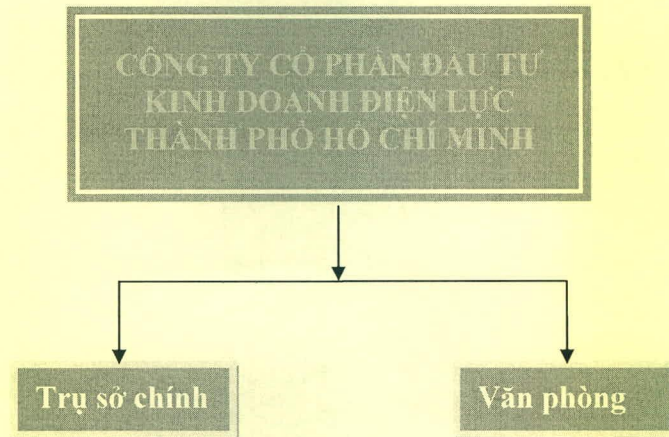 CÔNG TY CỔ PHẦN ĐẦU TƯ
KINH DOANH ĐIỆN LỰC
THÀNH PHỐ HỒ CHÍ MINH
Trụ sở chính
Văn phòng